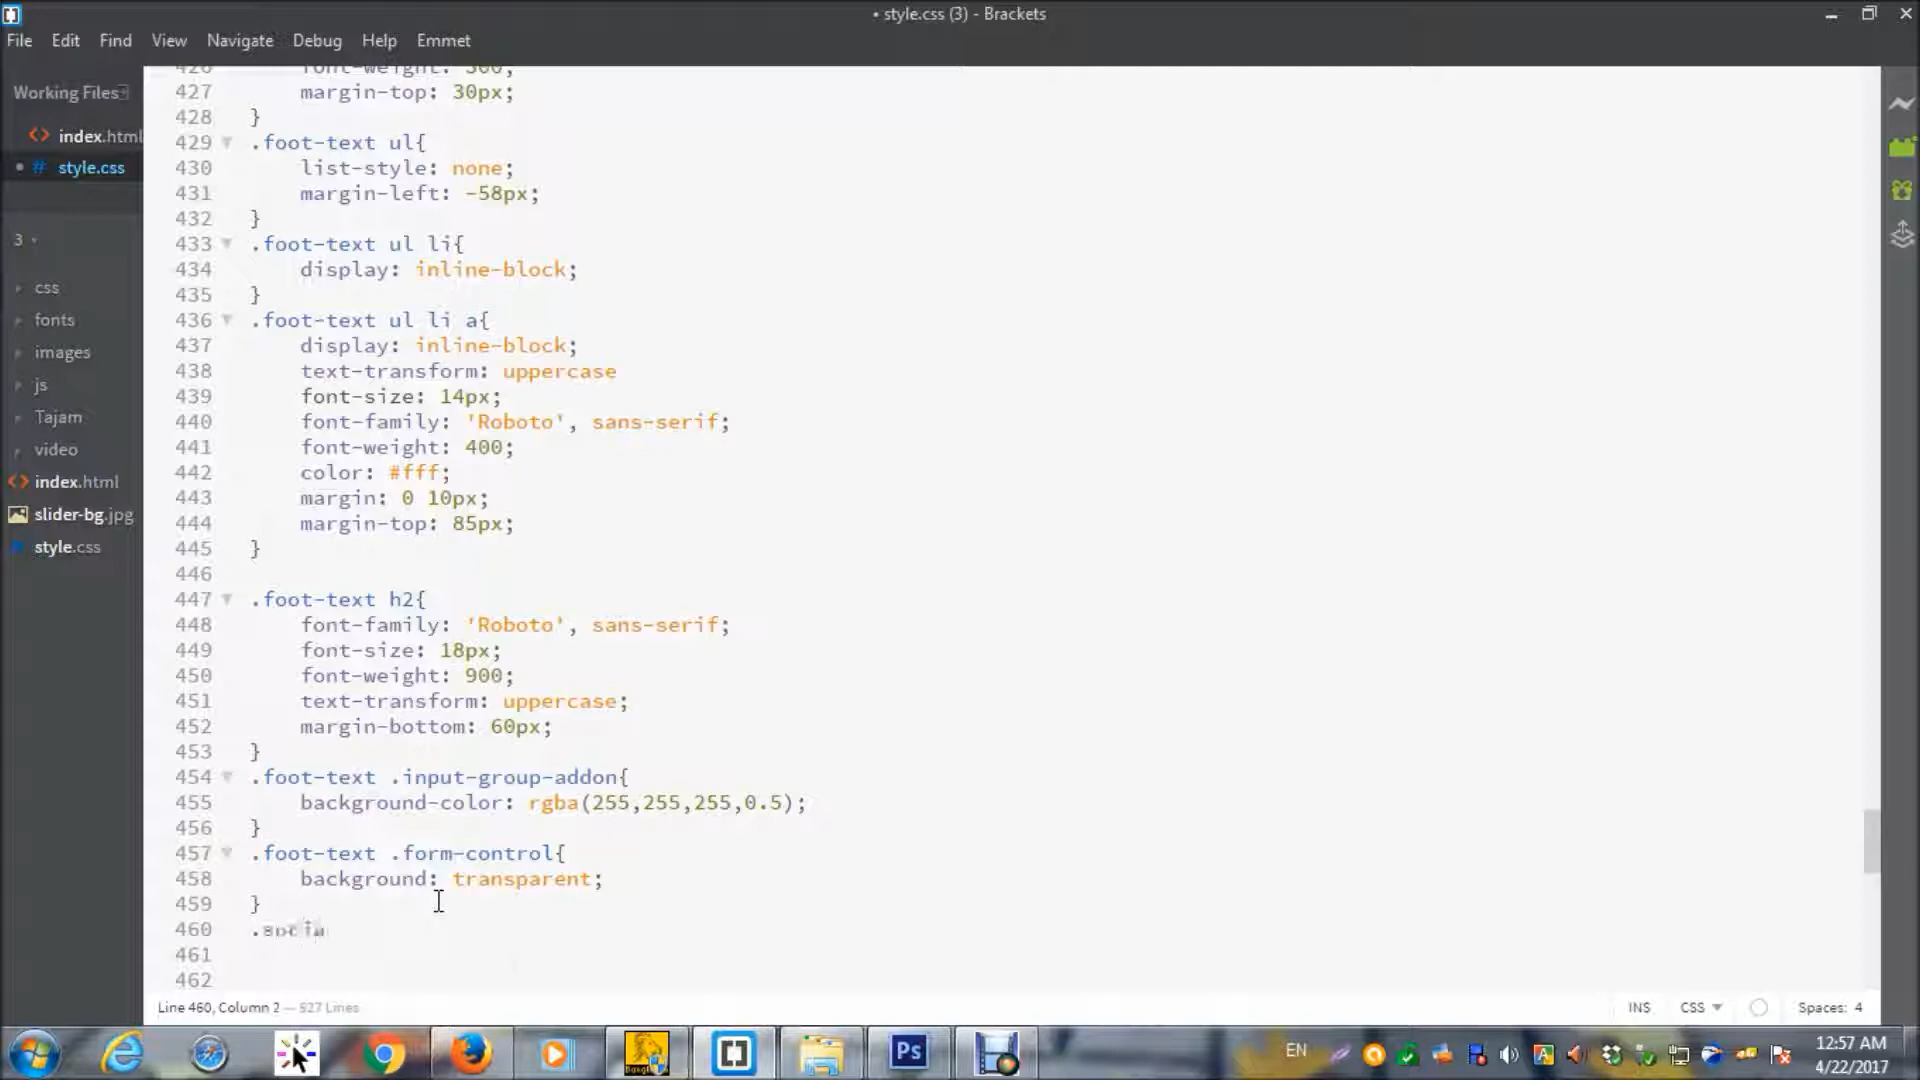 • style.css (3) - Brackets
File Edit Find View Navigate Debug Help Emmet
Working Files
index.html
• # style.css
3
css
fonts
images
js
Tajam
video
index.html
slider-bg.jpg
style.css
426 font-weight: 300;
427 margin-top: 30px;
428 }
429 .foot-text ul{
430 list-style: none;
431 margin-left: -58px;
432 }
433 .foot-text ul li{
434 display: inline-block;
435 }
436 .foot-text ul li a{
437 display: inline-block;
438 text-transform: uppercase
439 font-size: 14px;
440 font-family: 'Roboto', sans-serif;
441 font-weight: 400;
442 color: #fff;
443 margin: 0 10px;
444 margin-top: 85px;
445 }
446
447 .foot-text h2{
448 font-family: 'Roboto', sans-serif;
449 font-size: 18px;
450 font-weight: 900;
451 text-transform: uppercase;
452 margin-bottom: 60px;
453 }
454 .foot-text .input-group-addon{
455 background-color: rgba(255,255,255,0.5);
456 }
457 .foot-text .form-control{
458 background: transparent;
459 }
460 .socia
461
462
Line 460, Column 2 — 527 Lines
INS CSS Spaces: 4
Ps
EN
12:57 AM
4/22/2017